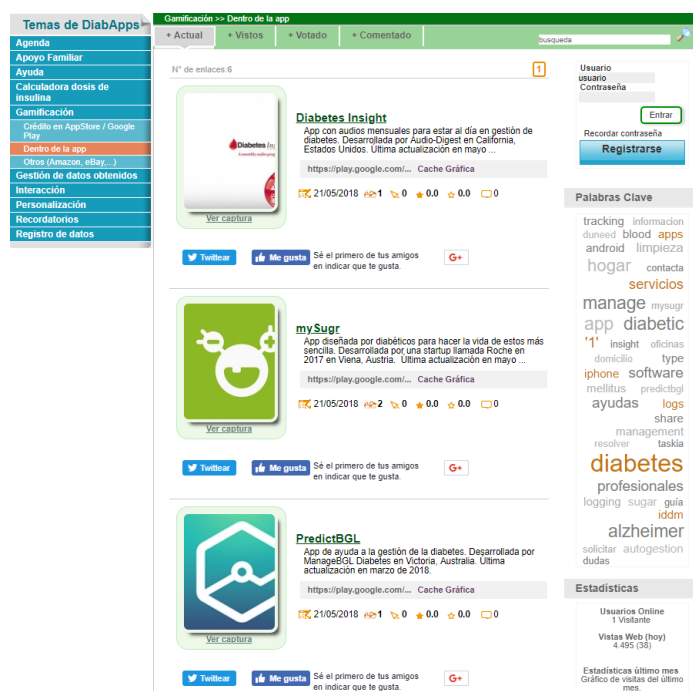 Temas de DiabApps
Agenda
Apoyo Familiar
Ayuda
Calculadora dosis de
insulina
Gamificación
Crédito en AppStore / Google
Play
Dentro de la app
Otros (Amazon, eBay,...)
Gestión de datos obtenidos
Interacción
Personalización
Recordatorios
Registro de datos
Gamificación >> Dentro de la app
+ Actual
+ Vistos
+ Votado
+ Comentado
busqueda
Nº de enlaces:6
1
Diabetes Insight
App con audios mensuales para estar al día en gestión de
diabetes. Desarrollada por Audio-Digest en California,
Estados Unidos. Última actualización en mayo ...
https://play.google.com/... Cache Gráfica
21/05/2018 1 0 0.0 0.0 0
Ver captura
Twittear
Me gusta
Sé el primero de tus amigos
en indicar que te gusta.
G+
mySugr
App diseñada por diabéticos para hacer la vida de estos más
sencilla. Desarrollada por una startup llamada Roche en
2017 en Viena, Austria. Última actualización en mayo ...
https://play.google.com/... Cache Gráfica
21/05/2018 2 0 0.0 0.0 0
Ver captura
Twittear
Me gusta
Sé el primero de tus amigos
en indicar que te gusta.
G+
PredictBGL
App de ayuda a la gestión de la diabetes. Desarrollada por
ManageBGL Diabetes en Victoria, Australia. Última
actualización en marzo de 2018.
https://play.google.com/... Cache Gráfica
21/05/2018 1 0 0.0 0.0 0
Ver captura
Twittear
Me gusta
Sé el primero de tus amigos
en indicar que te gusta.
G+
Usuario
usuario
Contraseña
Entrar
Recordar contraseña
Registrarse
Palabras Clave
tracking informacion
duneed blood apps
android limpieza
hogar contacta
servicios
manage mysugr
app diabetic
'1' insight oficinas
domicilio type
iphone software
mellitus predictbgl
ayudas logs
share
management
resolver taskia
diabetes
profesionales
logging sugar guía
iddm
alzheimer
solicitar autogestion
dudas
Estadísticas
Usuarios Online
1 Visitante
Vistas Web (hoy)
4.495 (38)
Estadísticas último mes
Gráfico de visitas del último
mes.